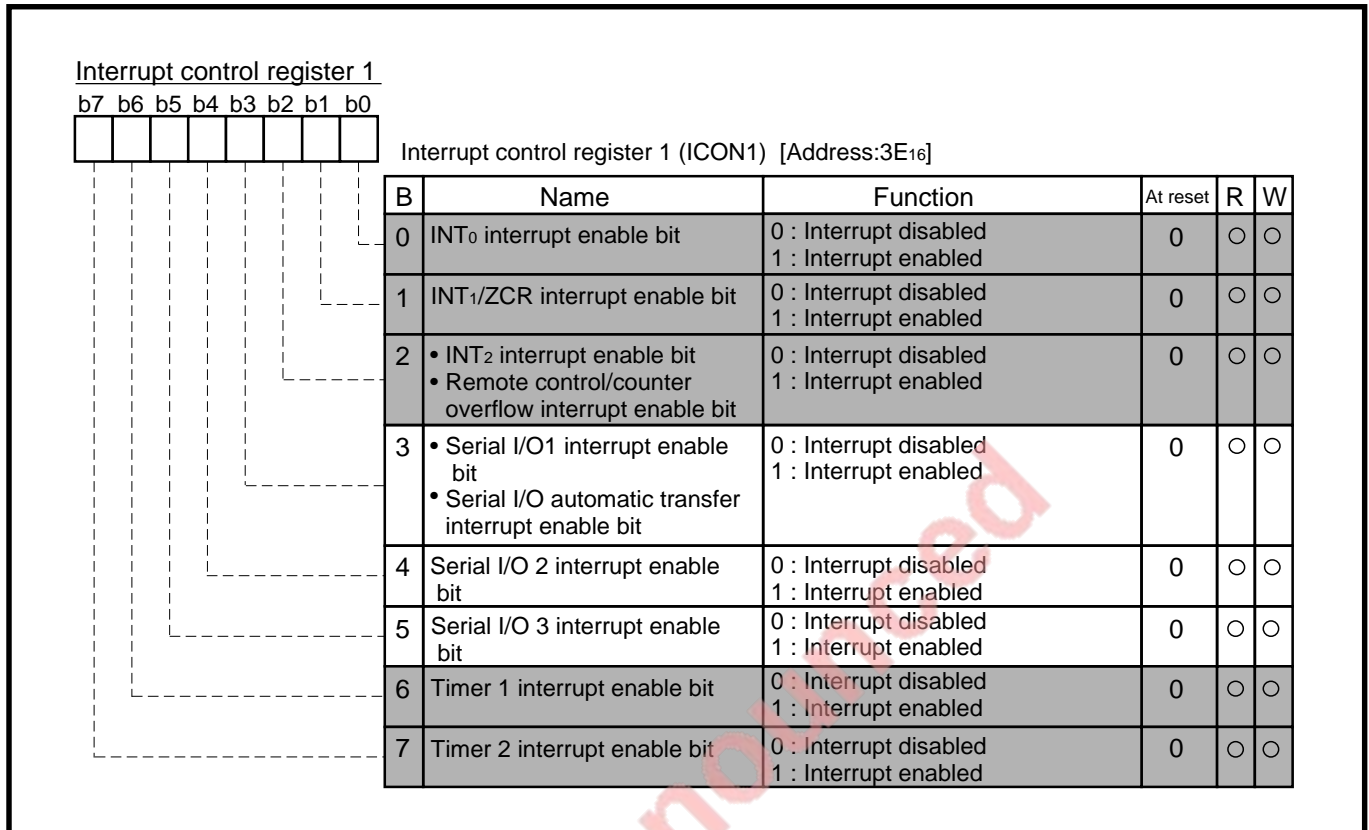 Interrupt control register 1
b7 b6 b5 b4 b3 b2 b1 b0
Interrupt control register 1 (ICON1) [Address:3E16]
B Name Function At reset R W
0 INT0 interrupt enable bit 0 : Interrupt disabled 0 ○ ○
1 : Interrupt enabled
1 INT1/ZCR interrupt enable bit 0 : Interrupt disabled 0 ○ ○
1 : Interrupt enabled
2 • INT2 interrupt enable bit 0 : Interrupt disabled 0 ○ ○
• Remote control/counter 1 : Interrupt enabled
overflow interrupt enable bit
3 • Serial I/O1 interrupt enable 0 : Interrupt disabled 0 ○ ○
bit 1 : Interrupt enabled
• Serial I/O automatic transfer
interrupt enable bit
4 Serial I/O 2 interrupt enable 0 : Interrupt disabled 0 ○ ○
bit 1 : Interrupt enabled
5 Serial I/O 3 interrupt enable 0 : Interrupt disabled 0 ○ ○
bit 1 : Interrupt enabled
6 Timer 1 interrupt enable bit 0 : Interrupt disabled 0 ○ ○
1 : Interrupt enabled
7 Timer 2 interrupt enable bit 0 : Interrupt disabled 0 ○ ○
1 : Interrupt enabled